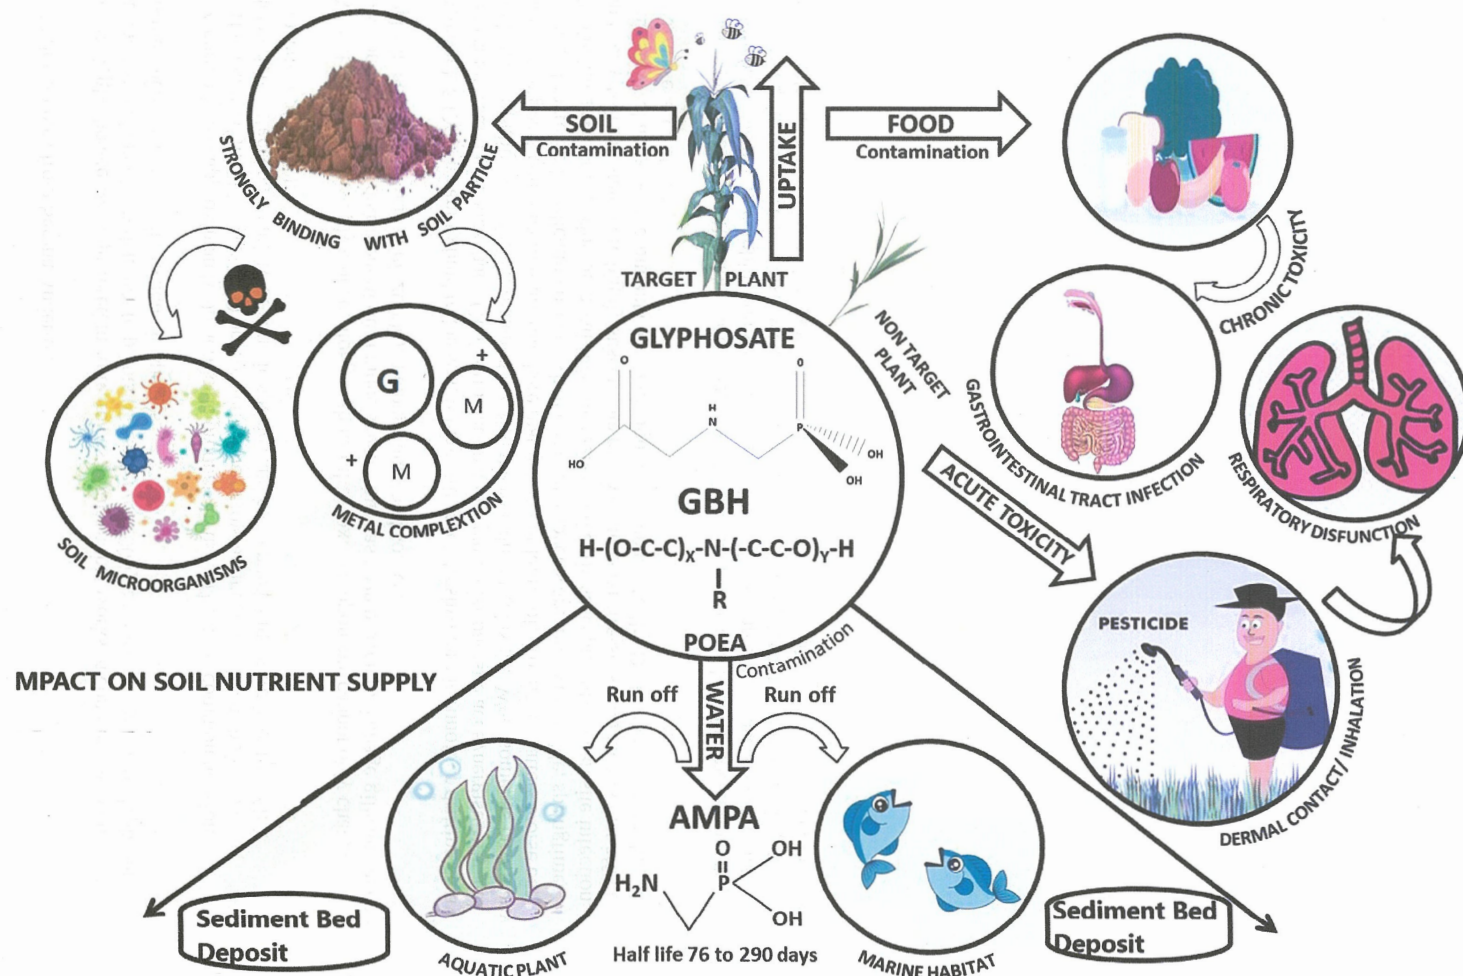 SOIL
Contamination
UPTAKE
FOOD
Contamination
STRONGLY BINDING WITH SOIL PARTICLE
TARGET PLANT
NON TARGET
PLANT
CHRONIC TOXICITY
GLYPHOSATE
O
HO
H
N
O
P
OH
OH
GBH
H-(O-C-C)X-N-(-C-C-O)Y-H
R
POEA
G
M
M
+
+
METAL COMPLEXTION
SOIL MICROORGANISMS
GASTROINTESTINAL TRACT INFECTION
RESPIRATORY DISFUNCTION
ACUTE TOXICITY
PESTICIDE
DERMAL CONTACT/ INHALATION
MPACT ON SOIL NUTRIENT SUPPLY
Contamination
Run off
WATER
Run off
AMPA
O
OH
H2N
P
OH
Half life 76 to 290 days
AQUATIC PLANT
MARINE HABITAT
Sediment Bed
Deposit
Sediment Bed
Deposit